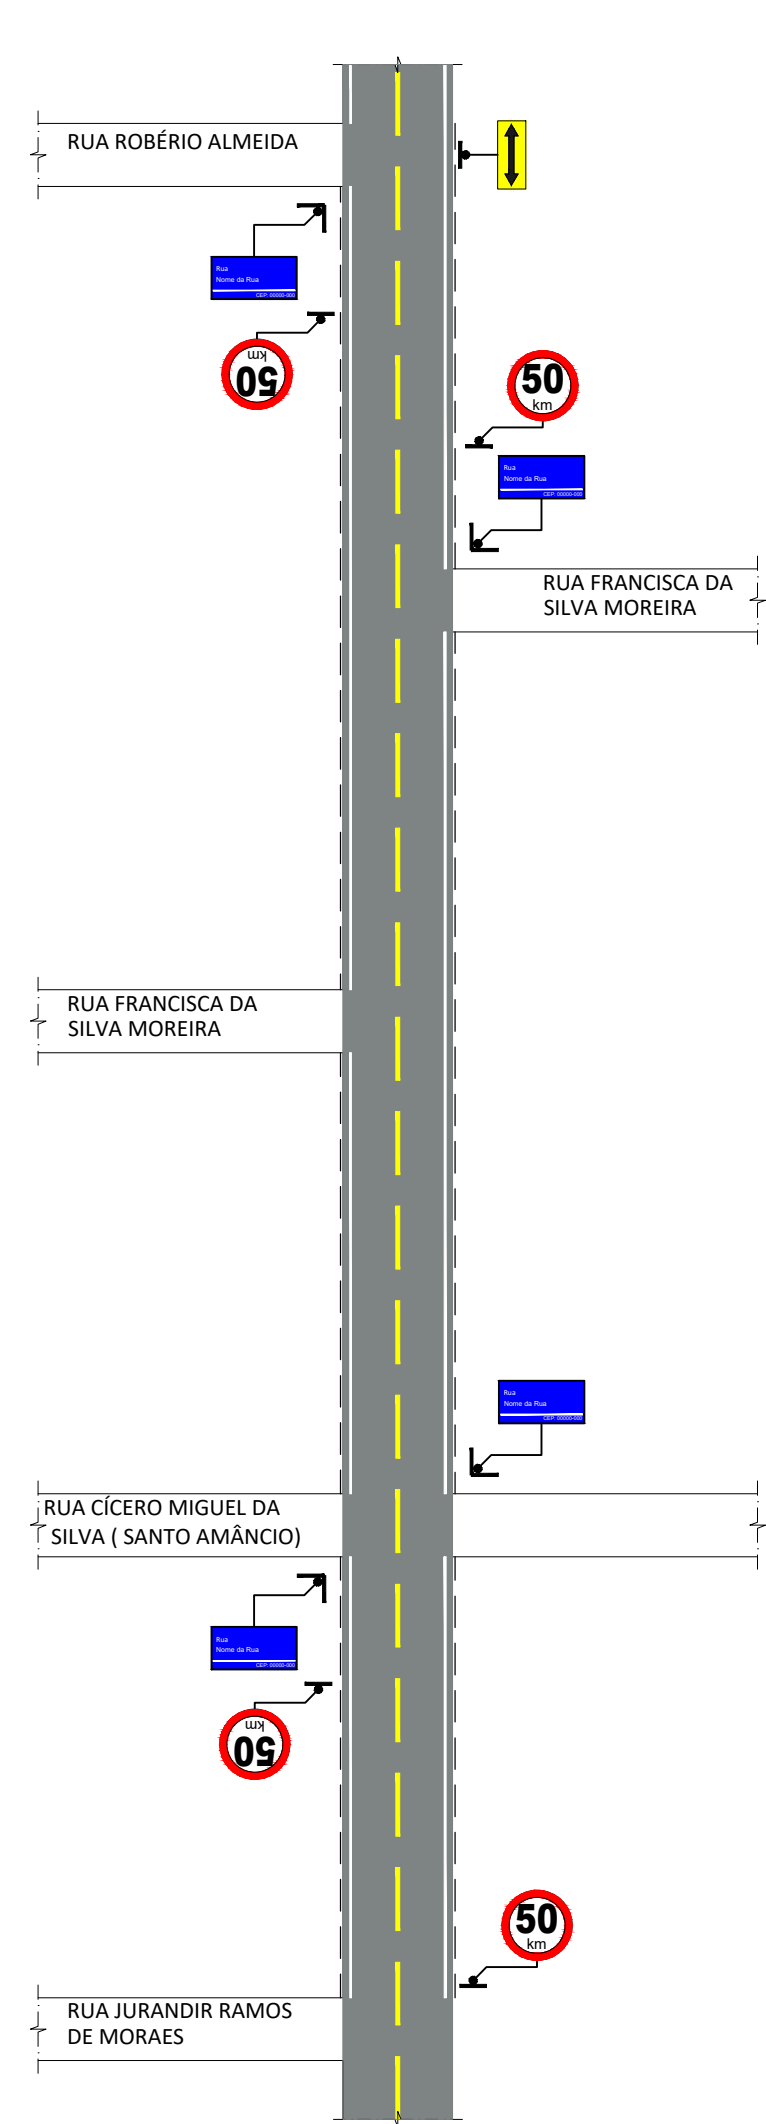 RUA ROBÉRIO ALMEIDA
Rua
Nome da Rua
CEP: 00000-000
50
km
50
km
Rua
Nome da Rua
CEP: 00000-000
RUA FRANCISCA DA
SILVA MOREIRA
RUA FRANCISCA DA
SILVA MOREIRA
Rua
Nome da Rua
CEP: 00000-000
RUA CÍCERO MIGUEL DA
SILVA ( SANTO AMÂNCIO)
Rua
Nome da Rua
CEP: 00000-000
50
km
50
km
RUA JURANDIR RAMOS
DE MORAES